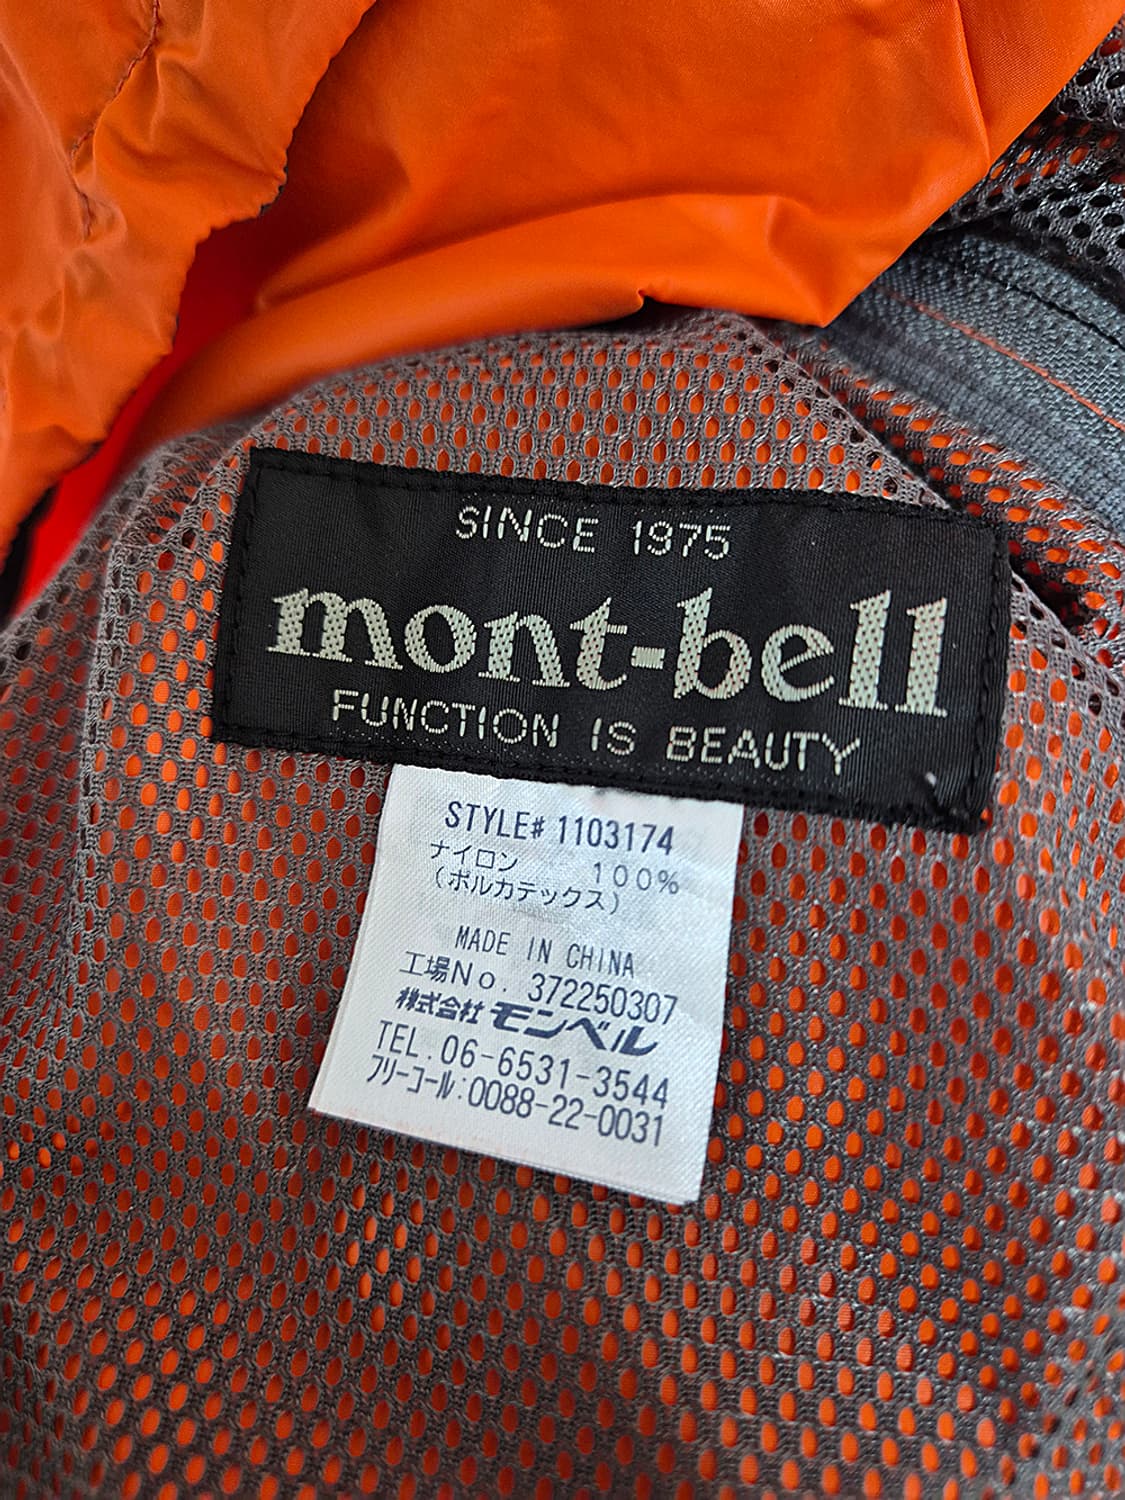 SINCE 1975
mont-bell
FUNCTION IS BEAUTY
STYLE# 1103174
ナイロン 100%
(ポルカテックス)
MADE IN CHINA
工場No. 372250307
株式会社 モンベル
TEL.06-6531-3544
フリーコール:0088-22-0031